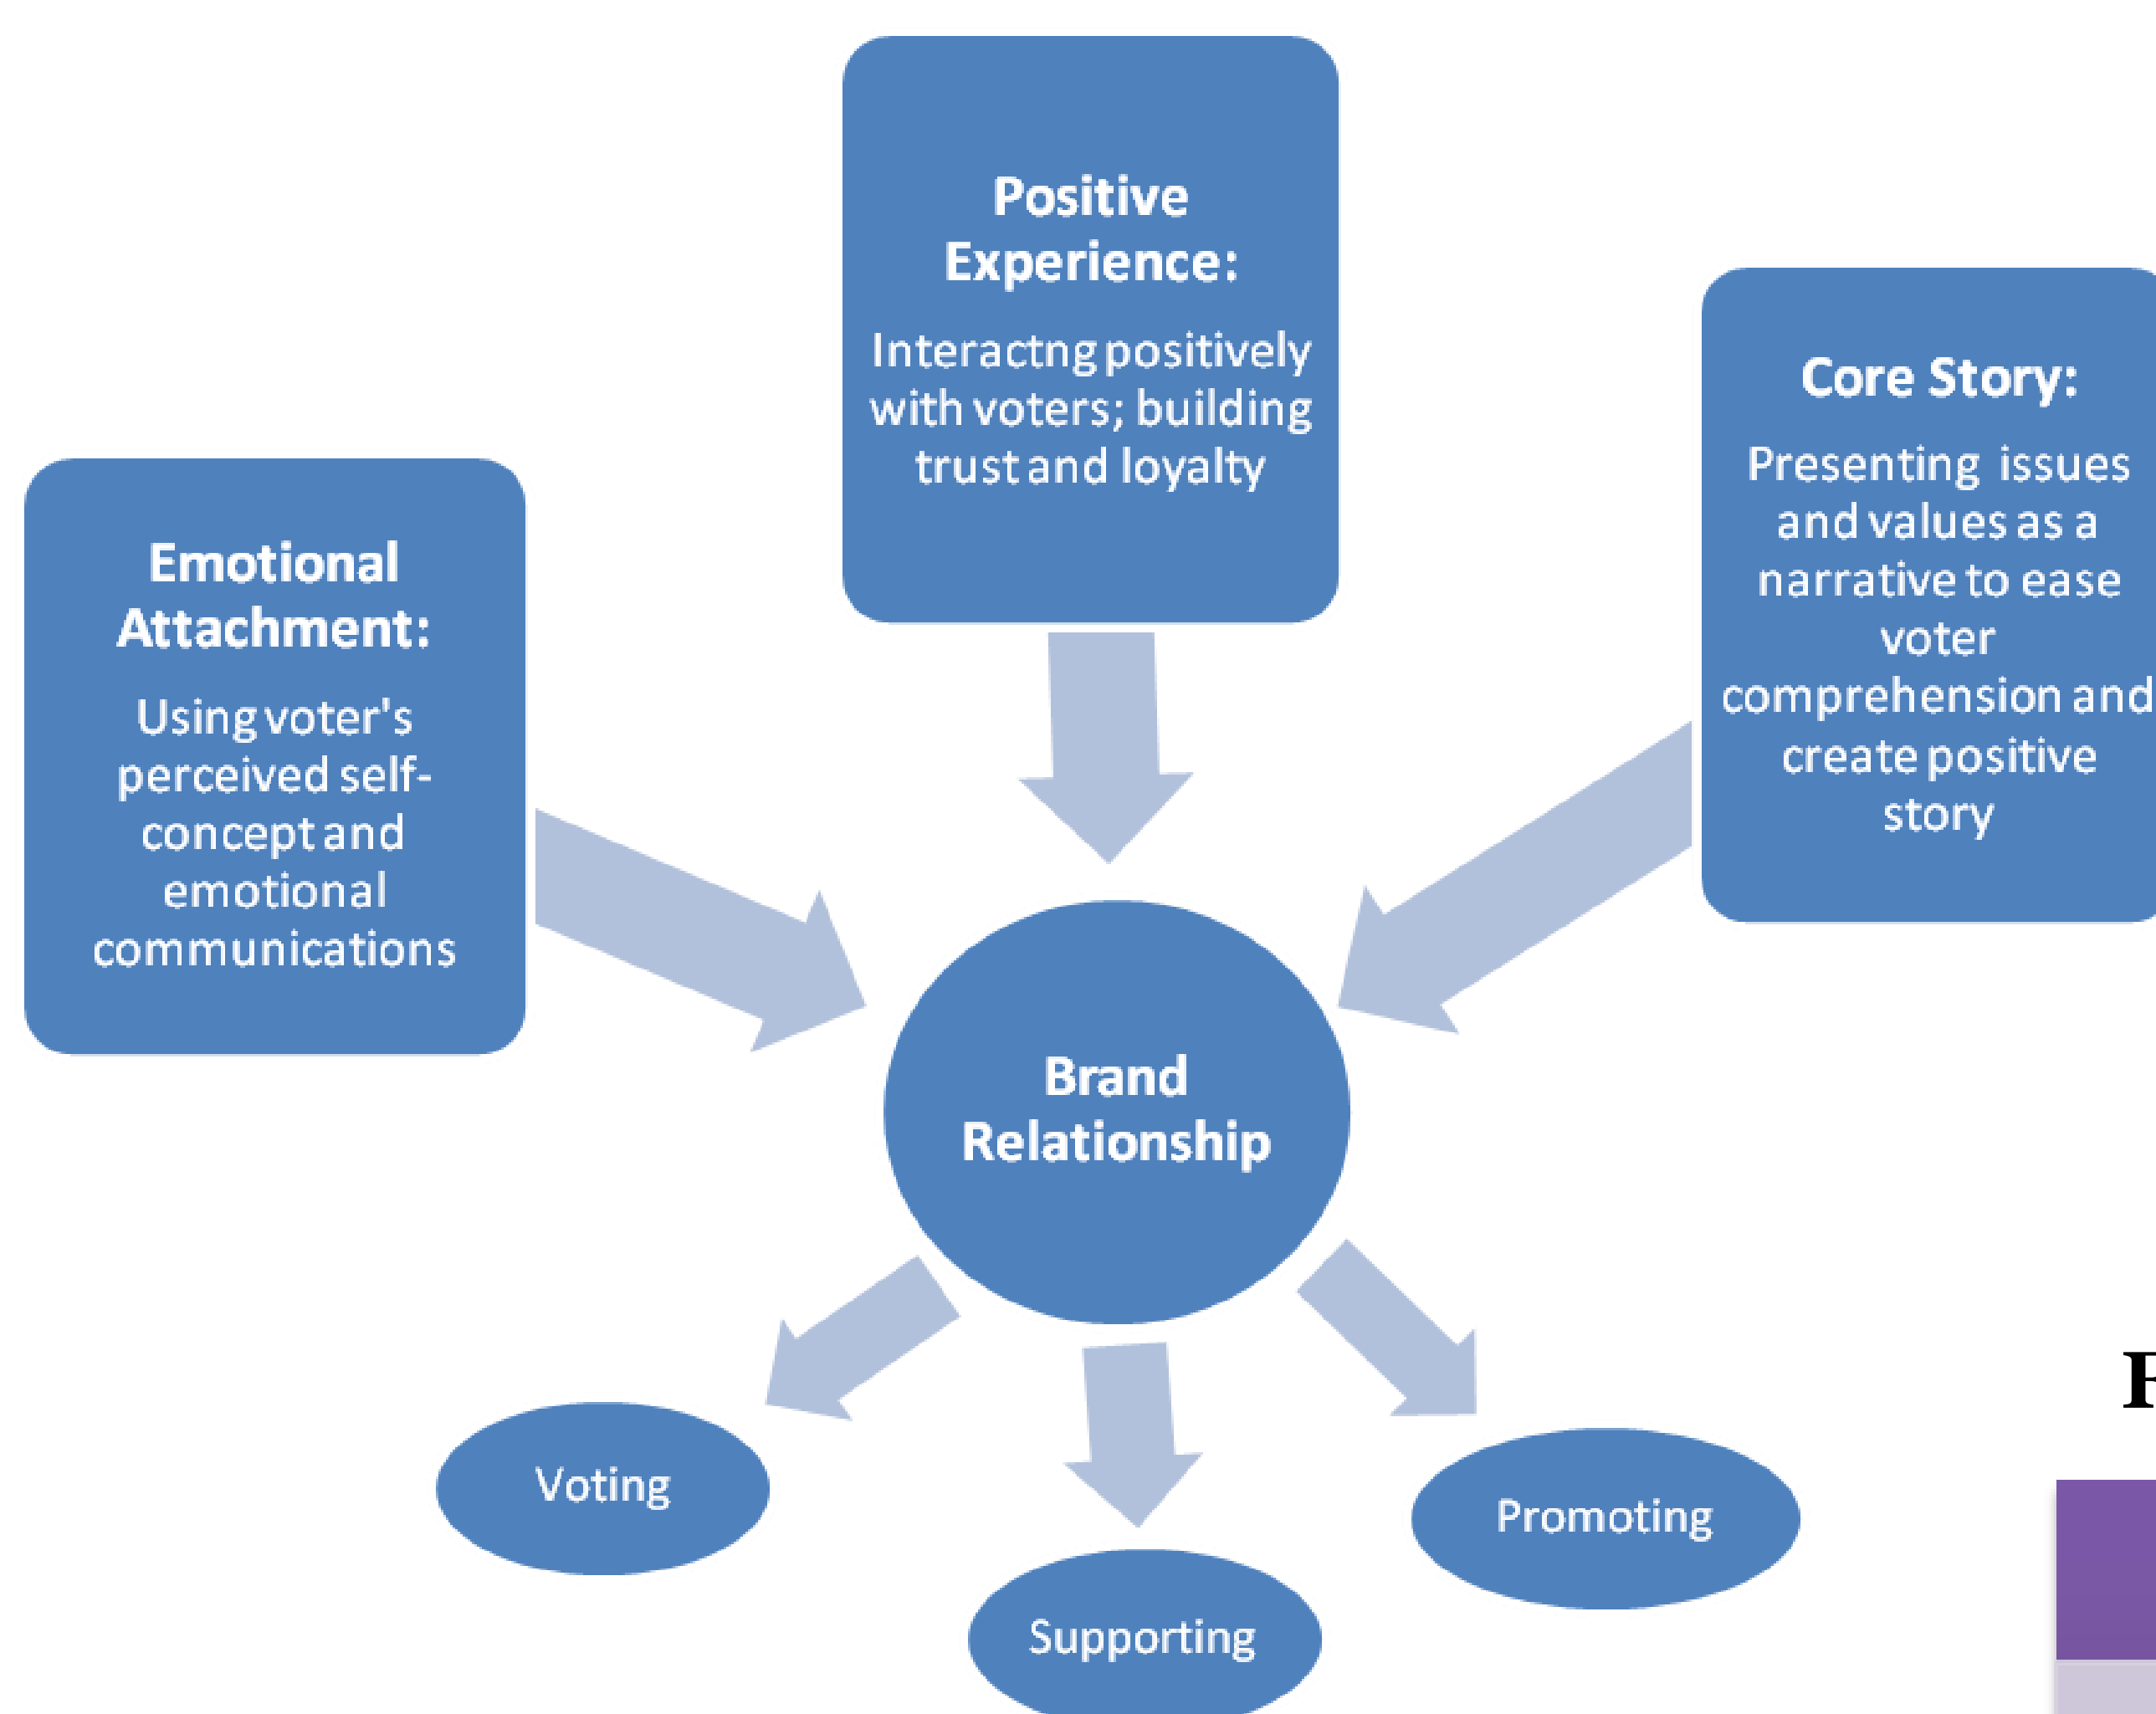 Positive
Experience:
Interactng positively
with voters; building
trust and loyalty
Core Story:
Presenting issues
and values as a
narrative to ease
voter
comprehension and
create positive
story
Emotional
Attachment:
Using voter's
perceived self-
concept and
emotional
communications
Brand
Relationship
Voting
Supporting
Promoting